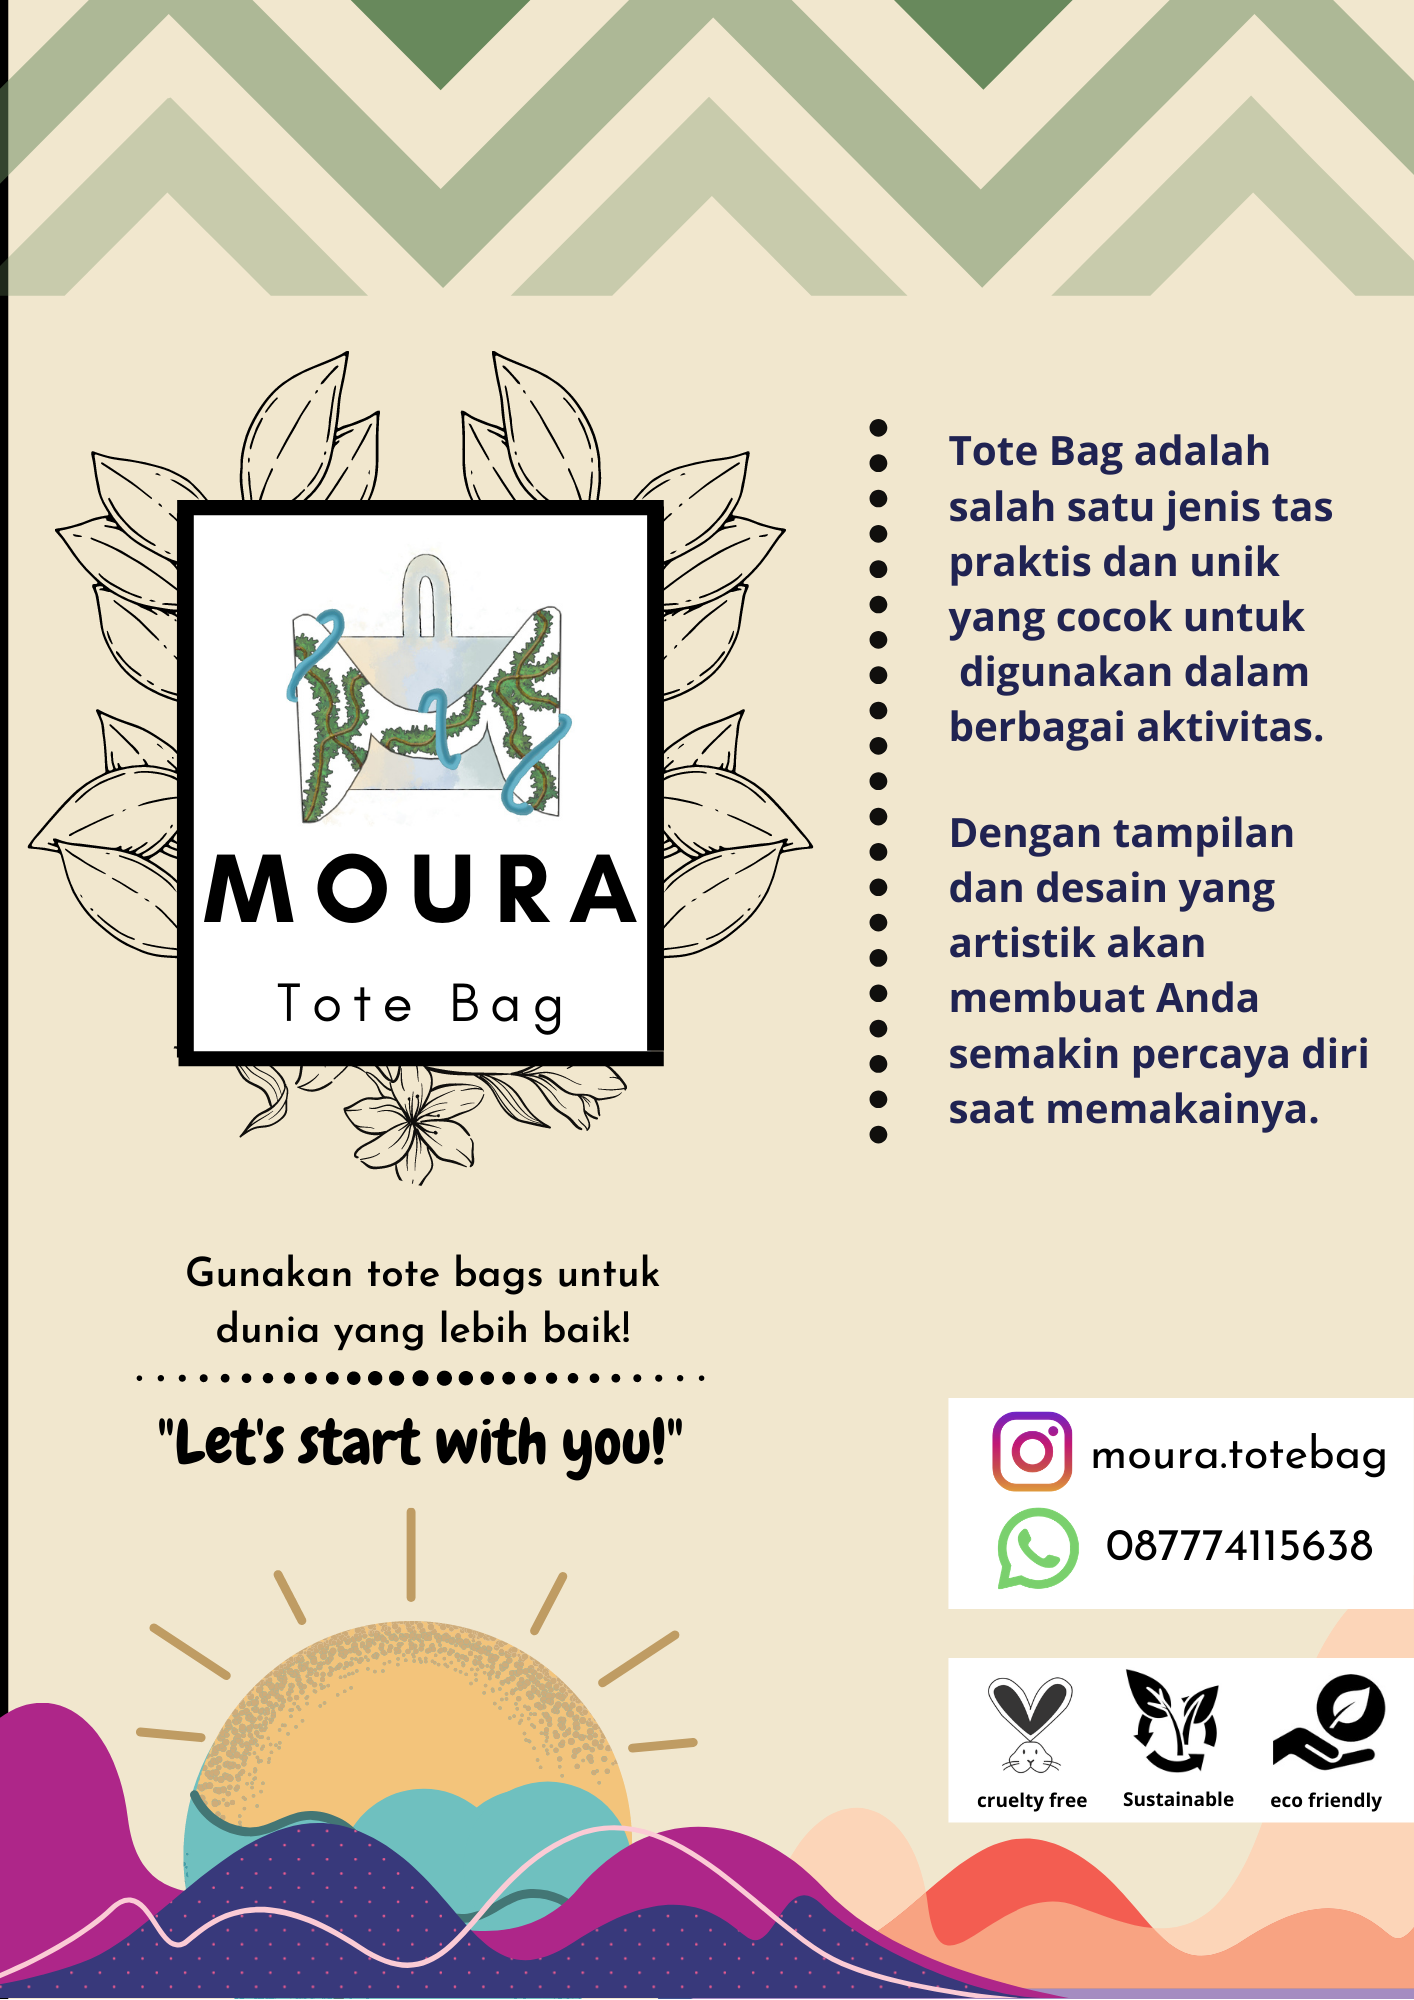 MOURA
Tote Bag
Tote Bag adalah
salah satu jenis tas
praktis dan unik
yang cocok untuk
digunakan dalam
berbagai aktivitas.
Dengan tampilan
dan desain yang
artistik akan
membuat Anda
semakin percaya diri
saat memakainya.
Gunakan tote bags untuk
dunia yang lebih baik!
"Let's start with you!"
moura.totebag
087774115638
cruelty free
Sustainable
eco friendly